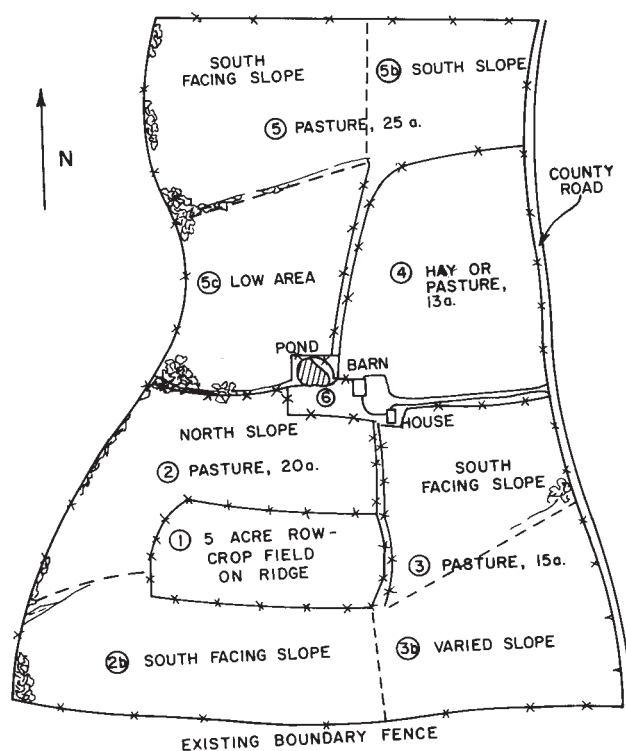 SOUTH
FACING SLOPE
5b SOUTH SLOPE
5 PASTURE, 25 a.
N
COUNTY
ROAD
5a LOW AREA
4 HAY OR
PASTURE,
13a.
POND
BARN
6
HOUSE
NORTH SLOPE
2 PASTURE, 20a.
SOUTH
FACING SLOPE
1 5 ACRE ROW-
CROP FIELD
ON RIDGE
3 PASTURE, 15a.
2b SOUTH FACING SLOPE
3b VARIED SLOPE
EXISTING BOUNDARY FENCE